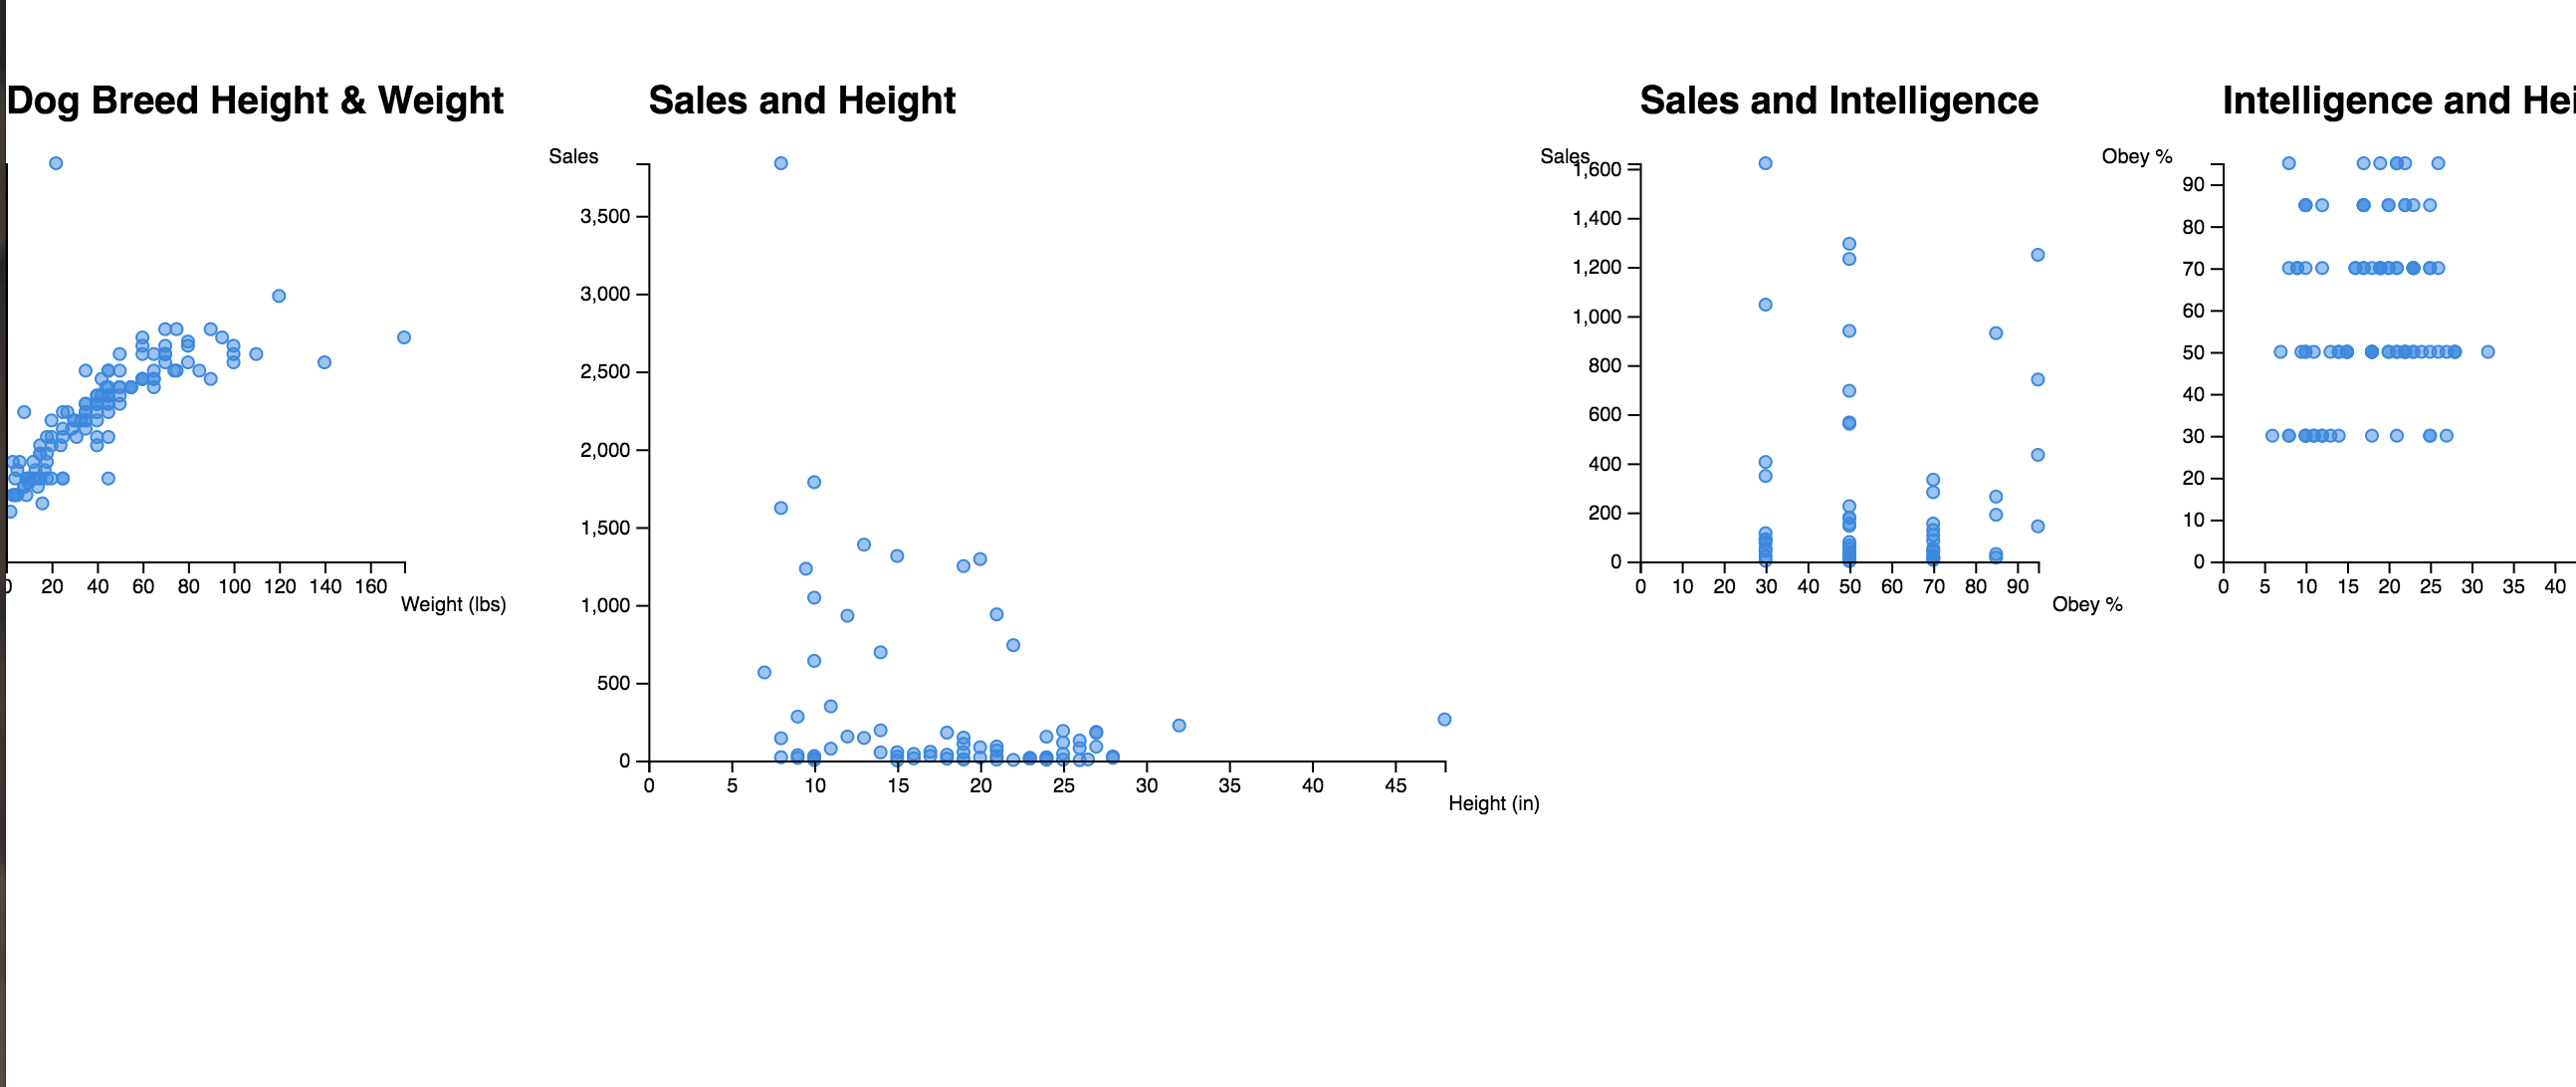 Dog Breed Height & Weight
0 20 40 60 80 100 120 140 160
Weight (lbs)
Sales and Height
Sales
3,500
3,000
2,500
2,000
1,500
1,000
500
0
0 5 10 15 20 25 30 35 40 45
Height (in)
Sales and Intelligence
Sales
1,600
1,400
1,200
1,000
800
600
400
200
0
0 10 20 30 40 50 60 70 80 90
Obey %
Intelligence and Hei
Obey %
90
80
70
60
50
40
30
20
10
0
0 5 10 15 20 25 30 35 40